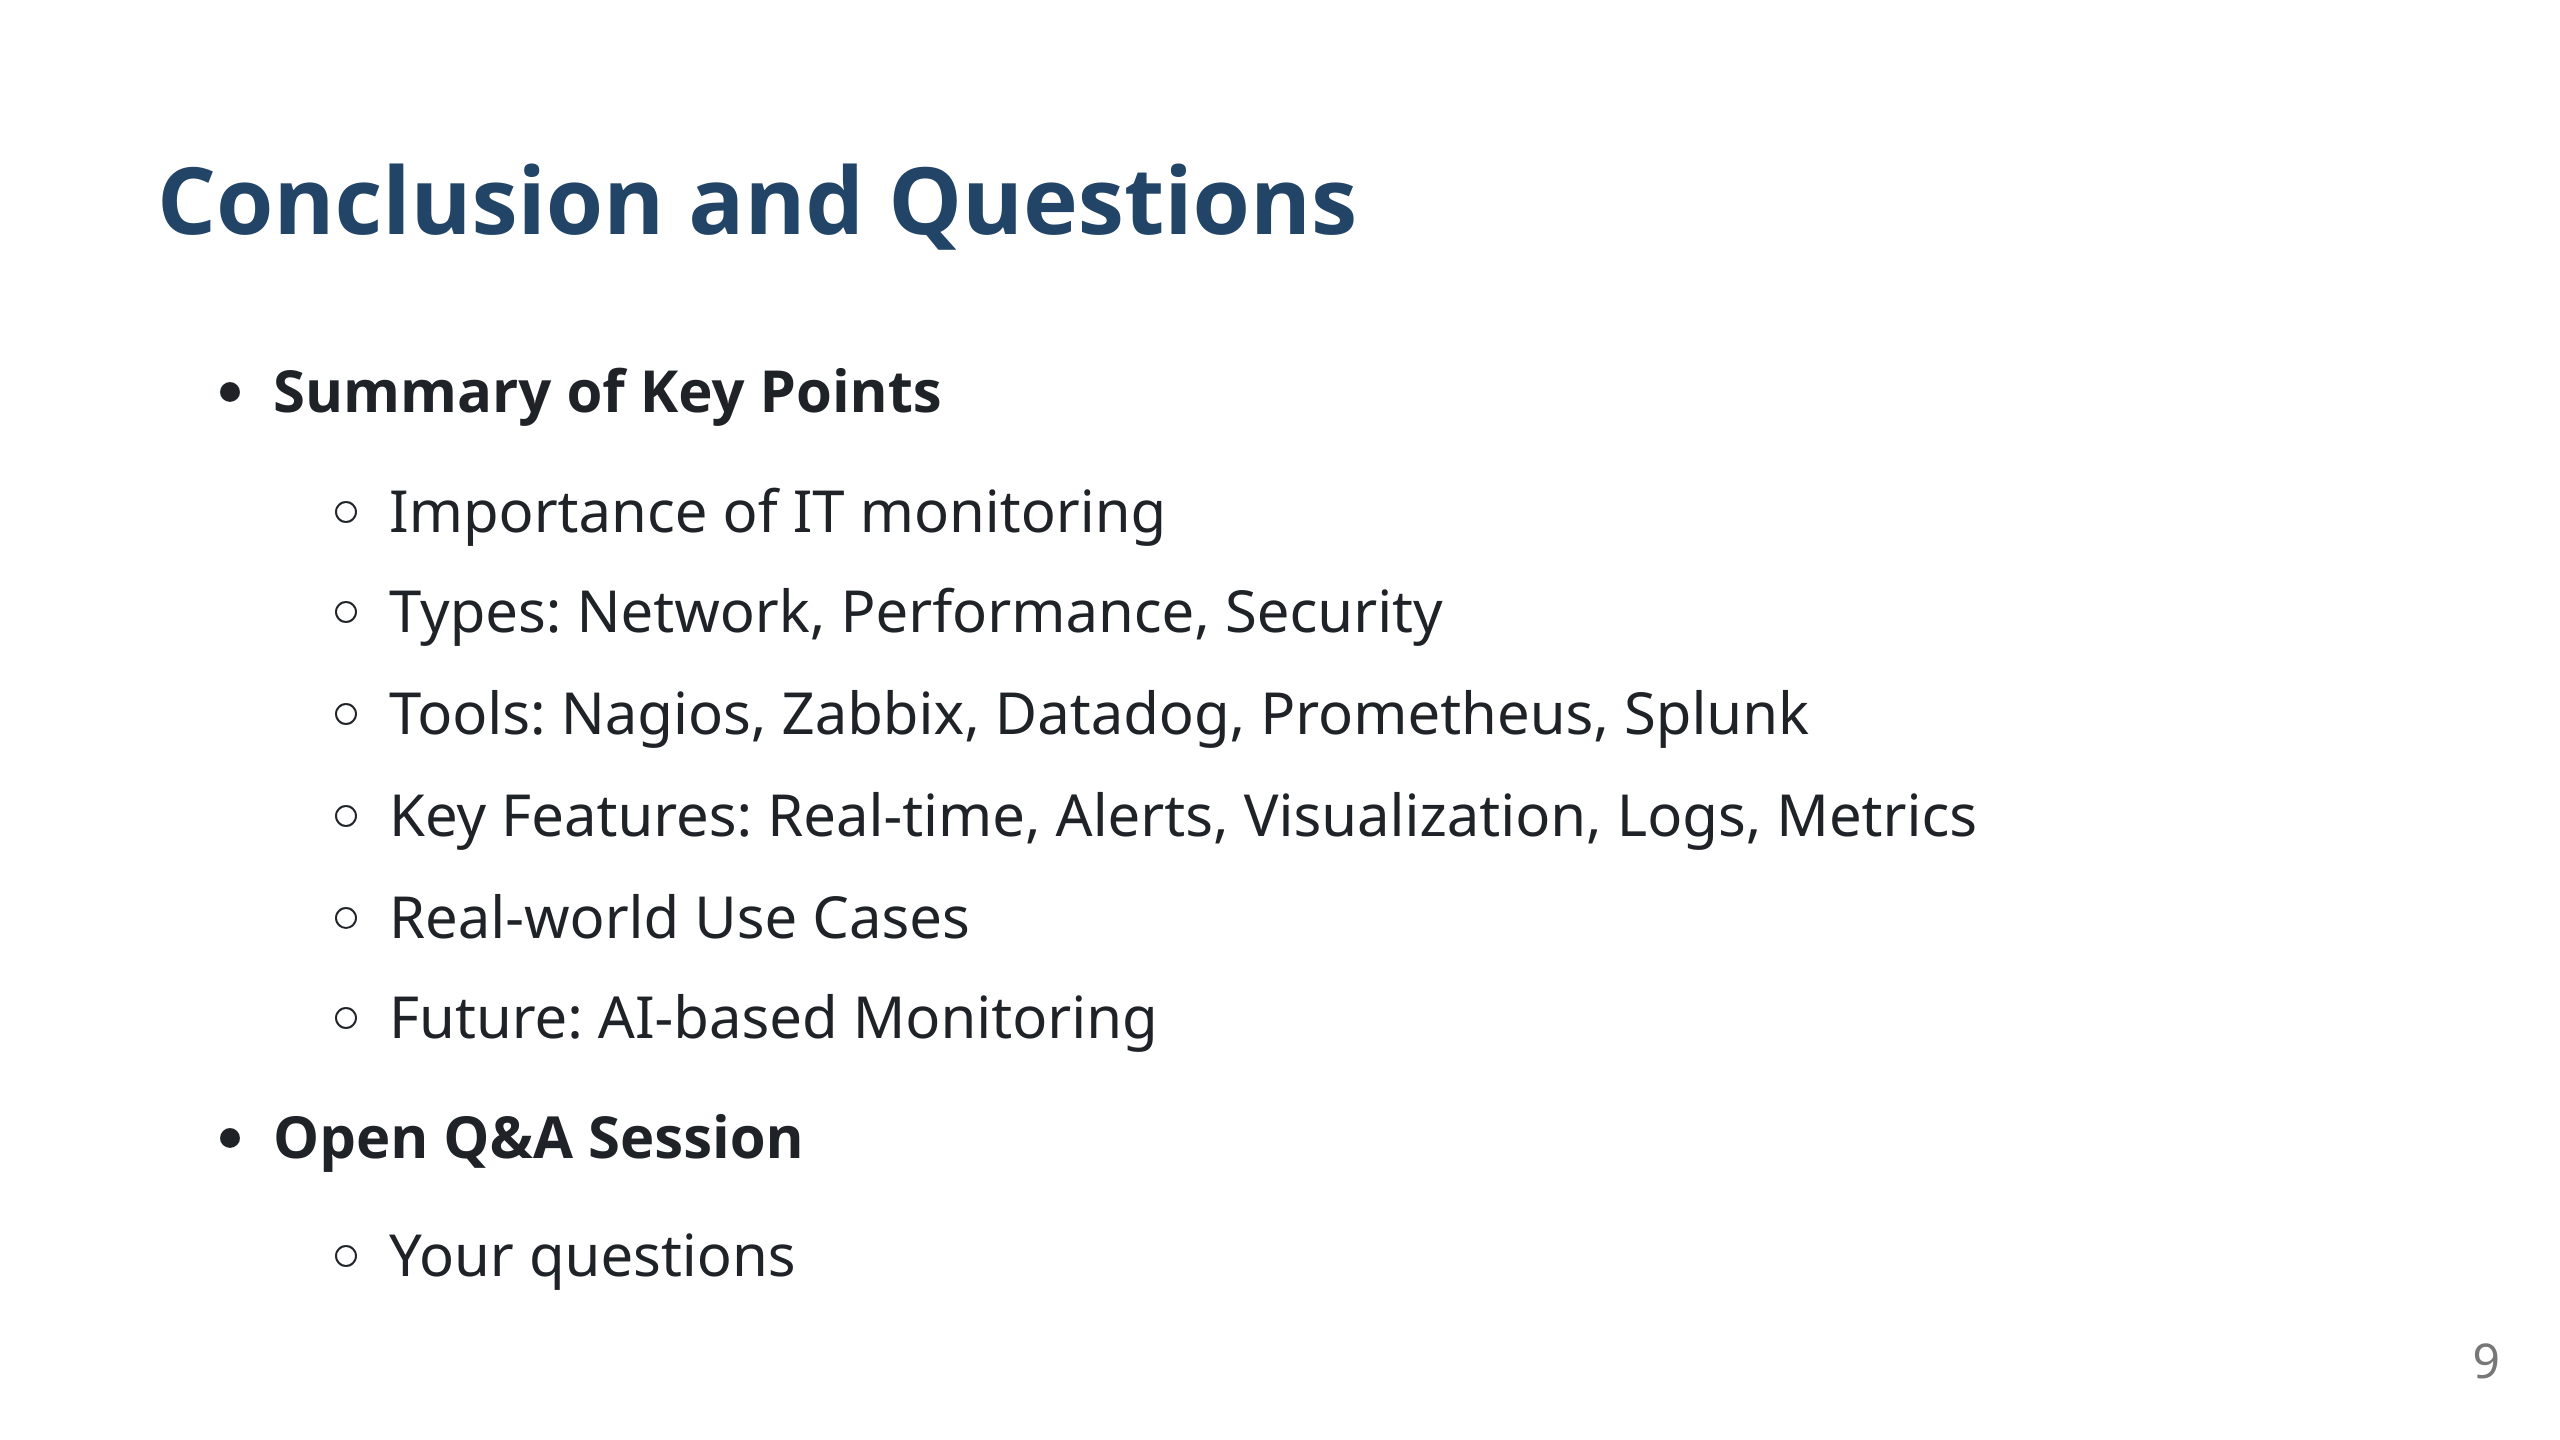 Conclusion and Questions
Summary of Key Points
Importance of IT monitoring
Types: Network, Performance, Security
Tools: Nagios, Zabbix, Datadog, Prometheus, Splunk
Key Features: Real-time, Alerts, Visualization, Logs, Metrics
Real-world Use Cases
Future: AI-based Monitoring
Open Q&A Session
Your questions
9